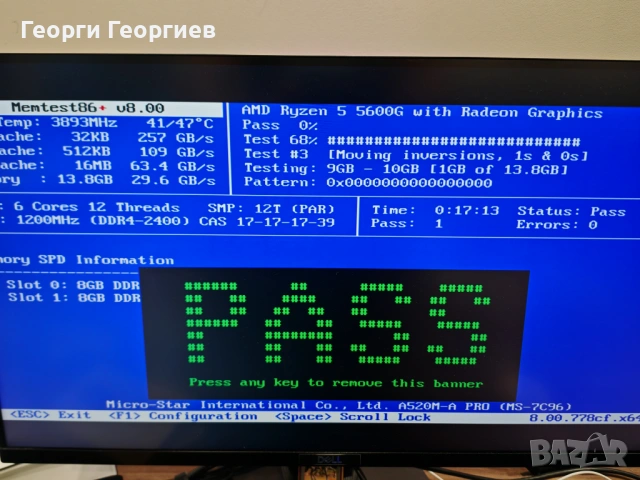 Георги Георгиев
Memtest86+ v8.00
AMD Ryzen 5 5600G with Radeon Graphics
Temp: 3893MHz 41/47°C
Pass 0%
ache: 32KB 257 GB/s
Test 68% ############################
ache: 512KB 109 GB/s
Test #3 [Moving inversions, 1s & 0s]
ache: 16MB 63.4 GB/s
Testing: 9GB - 10GB [1GB of 13.8GB]
ory : 13.8GB 29.6 GB/s
Pattern: 0x0000000000000000
: 6 Cores 12 Threads SMP: 12T (PAR)
Time: 0:17:13 Status: Pass
: 1200MHz (DDR4-2400) CAS 17-17-17-39
Pass: 1 Errors: 0
ory SPD Information
Slot 0: 8GB DDR
Slot 1: 8GB DDR
PASS
Press any key to remove this banner
Micro-Star International Co., Ltd. A520M-A PRO (MS-7C96)
<ESC> Exit <F1> Configuration <Space> Scroll Lock 8.00.778cf.x64
DELL
BAZAR